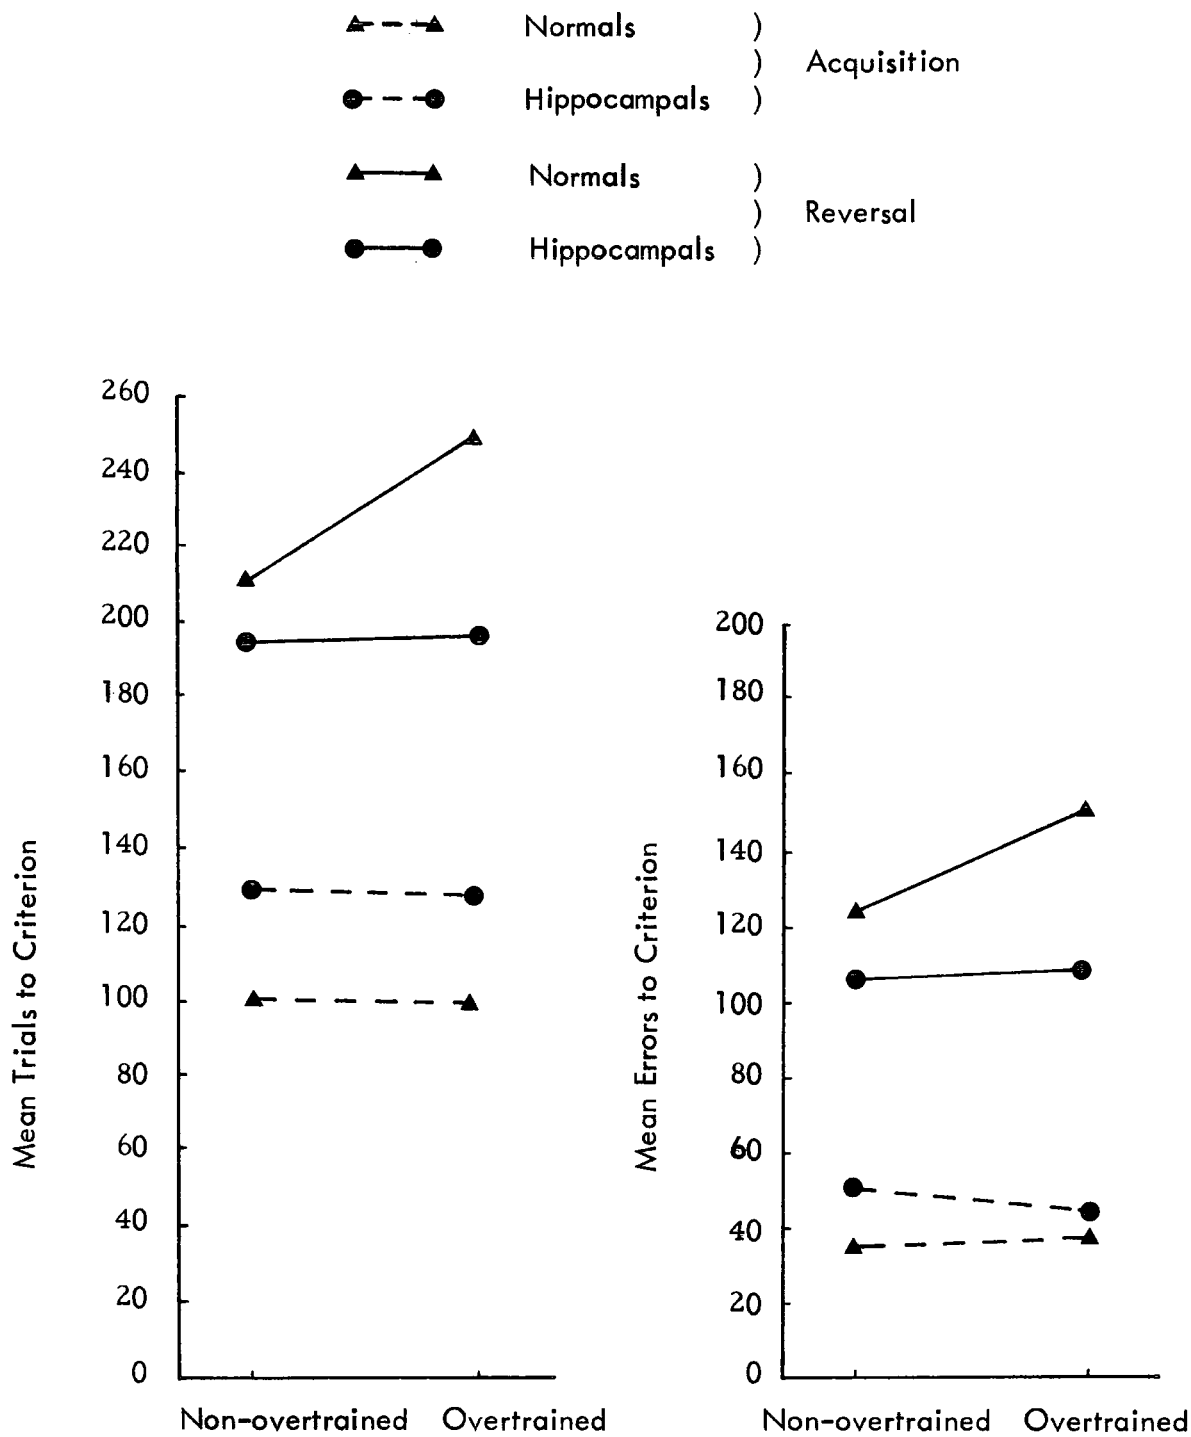 Normals )
) Acquisition
Hippocampals )
Normals )
) Reversal
Hippocampals )
Mean Trials to Criterion
260
240
220
200
180
160
140
120
100
80
60
40
20
0
Non-overtrained Overtrained
Mean Errors to Criterion
200
180
160
140
120
100
80
60
40
20
0
Non-overtrained Overtrained